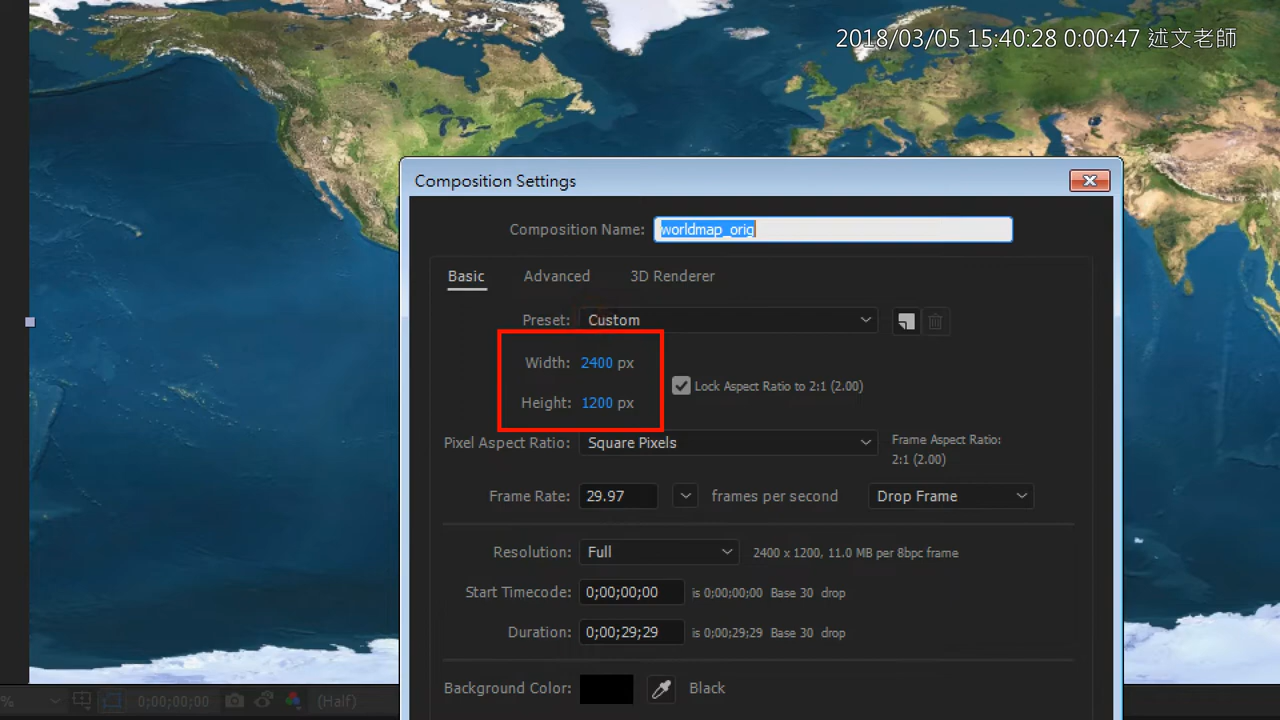 2018/03/05 15:40:28 0:00:47 述文老師
Composition Settings
Composition Name: worldmap_orig
Basic Advanced 3D Renderer
Preset: Custom
Width: 2400 px
Lock Aspect Ratio to 2:1 (2.00)
Height: 1200 px
Pixel Aspect Ratio: Square Pixels
Frame Aspect Ratio:
2:1 (2.00)
Frame Rate: 29.97 frames per second Drop Frame
Resolution: Full 2400 x 1200, 11.0 MB per 8bpc frame
Start Timecode: 0;00;00;00 is 0;00;00;00 Base 30 drop
Duration: 0;00;29;29 is 0;00;29;29 Base 30 drop
Background Color: Black
% 0;00;00;00 (Half)